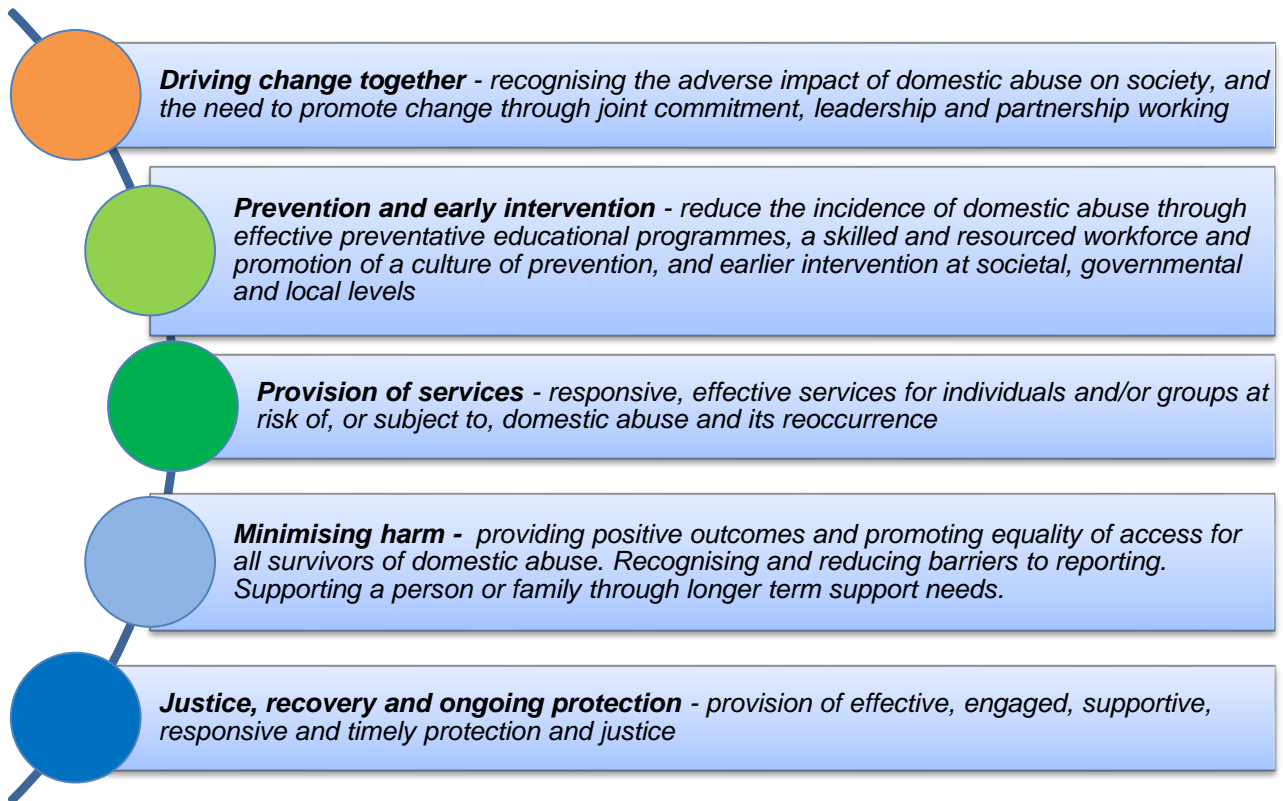 Driving change together - recognising the adverse impact of domestic abuse on society, and
the need to promote change through joint commitment, leadership and partnership working
Prevention and early intervention - reduce the incidence of domestic abuse through
effective preventative educational programmes, a skilled and resourced workforce and
promotion of a culture of prevention, and earlier intervention at societal, governmental
and local levels
Provision of services - responsive, effective services for individuals and/or groups at
risk of, or subject to, domestic abuse and its reoccurrence
Minimising harm - providing positive outcomes and promoting equality of access for
all survivors of domestic abuse. Recognising and reducing barriers to reporting.
Supporting a person or family through longer term support needs.
Justice, recovery and ongoing protection - provision of effective, engaged, supportive,
responsive and timely protection and justice